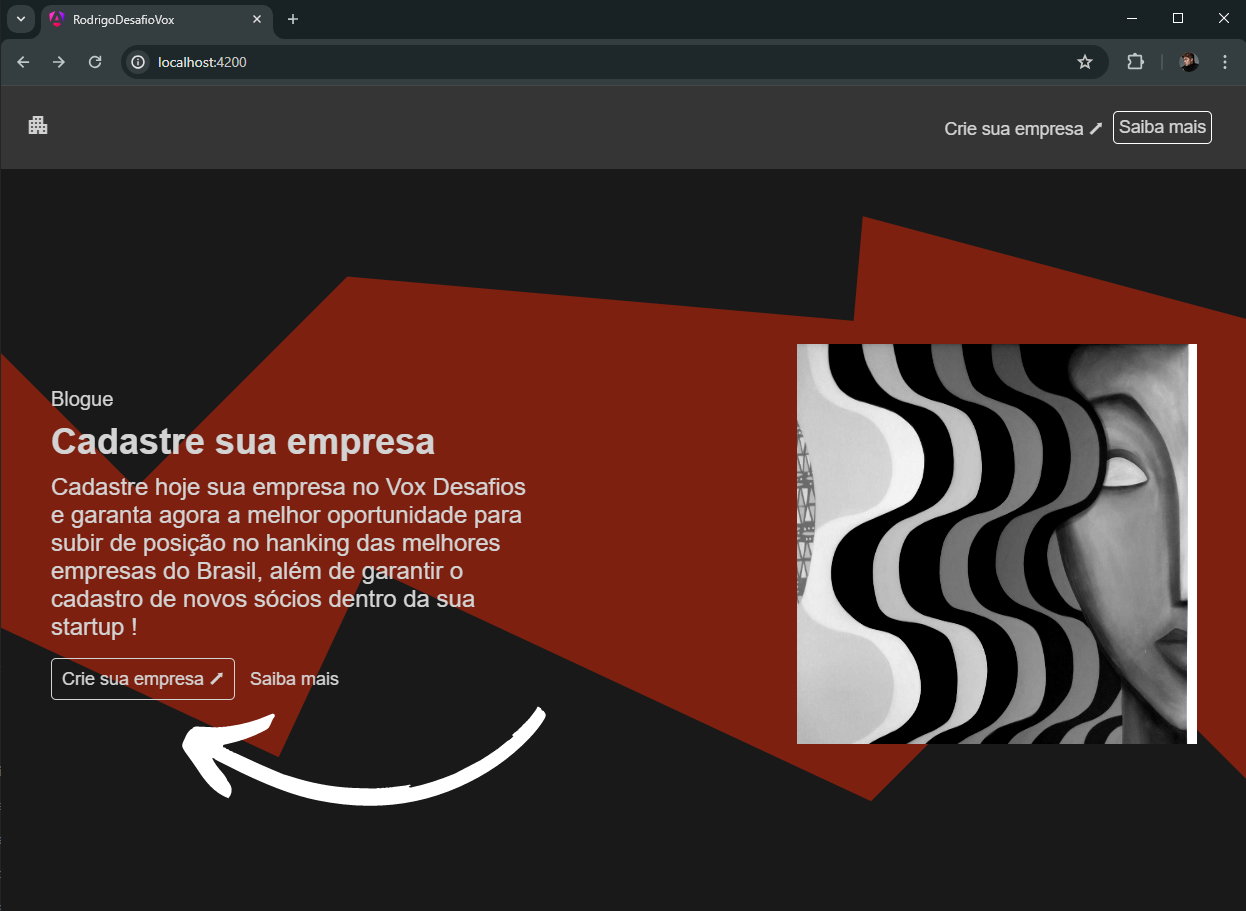 RodrigoDesafioVox
localhost:4200
Crie sua empresa
Saiba mais
Blogue
Cadastre sua empresa
Cadastre hoje sua empresa no Vox Desafios
e garanta agora a melhor oportunidade para
subir de posição no hanking das melhores
empresas do Brasil, além de garantir o
cadastro de novos sócios dentro da sua
startup !
Crie sua empresa
Saiba mais